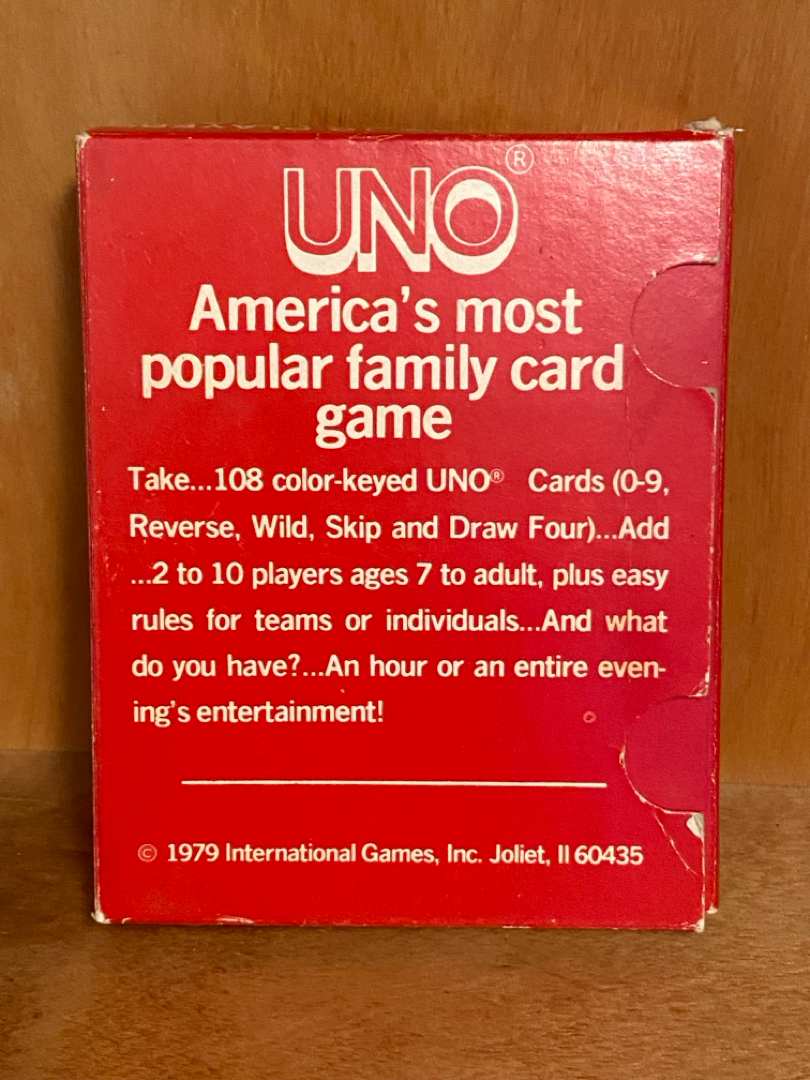 UNO®
America's most
popular family card
game
Take...108 color-keyed UNO® Cards (0-9,
Reverse, Wild, Skip and Draw Four)...Add
...2 to 10 players ages 7 to adult, plus easy
rules for teams or individuals...And what
do you have?...An hour or an entire even-
ing's entertainment!
© 1979 International Games, Inc. Joliet, Il 60435